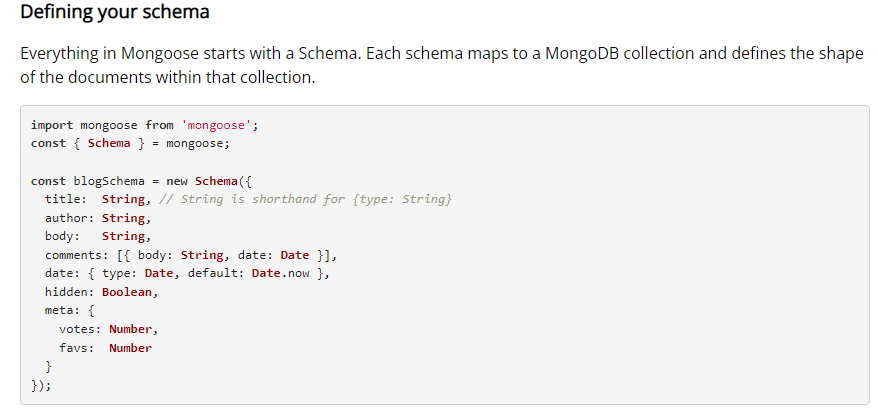 Defining your schema
Everything in Mongoose starts with a Schema. Each schema maps to a MongoDB collection and defines the shape
of the documents within that collection.
import mongoose from 'mongoose';
const { Schema } = mongoose;
const blogSchema = new Schema({
  title:  String, // String is shorthand for {type: String}
  author: String,
  body:   String,
  comments: [{ body: String, date: Date }],
  date: { type: Date, default: Date.now },
  hidden: Boolean,
  meta: {
    votes: Number,
    favs:  Number
  }
});